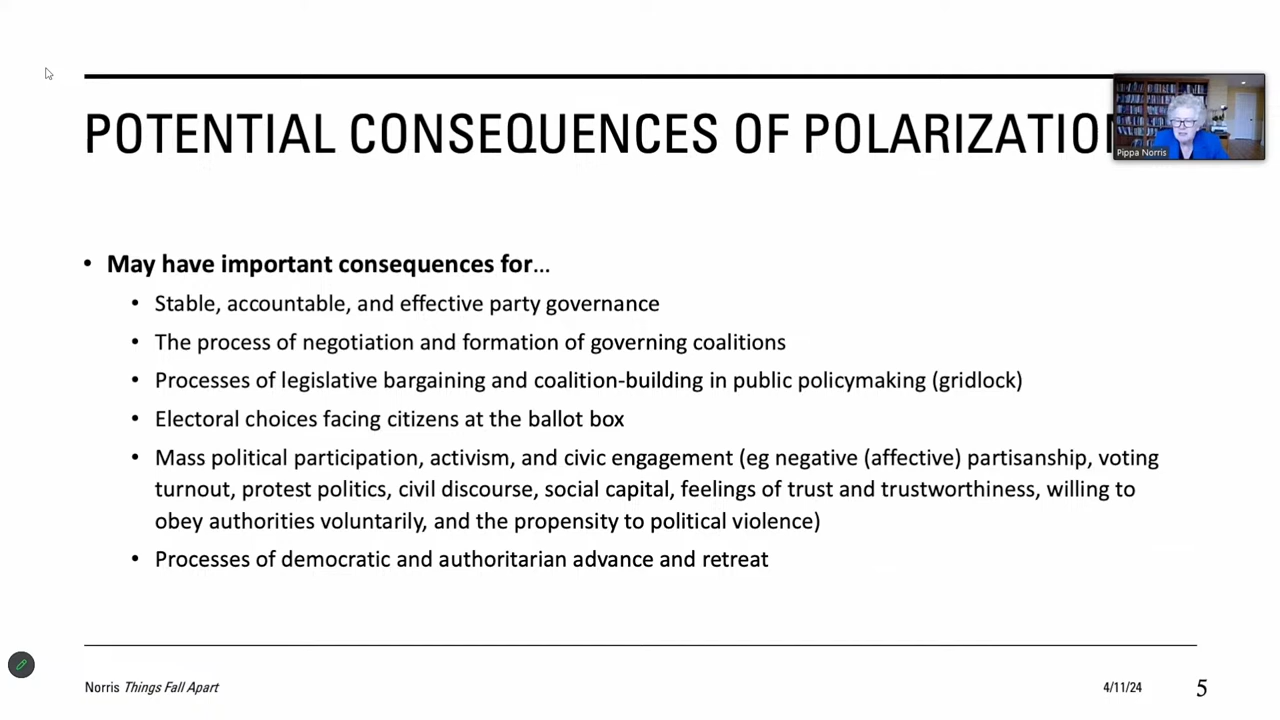 POTENTIAL CONSEQUENCES OF POLARIZATION
Pippa Norris
• May have important consequences for…
• Stable, accountable, and effective party governance
• The process of negotiation and formation of governing coalitions
• Processes of legislative bargaining and coalition-building in public policymaking (gridlock)
• Electoral choices facing citizens at the ballot box
• Mass political participation, activism, and civic engagement (eg negative (affective) partisanship, voting
turnout, protest politics, civil discourse, social capital, feelings of trust and trustworthiness, willing to
obey authorities voluntarily, and the propensity to political violence)
• Processes of democratic and authoritarian advance and retreat
Norris Things Fall Apart
4/11/24
5